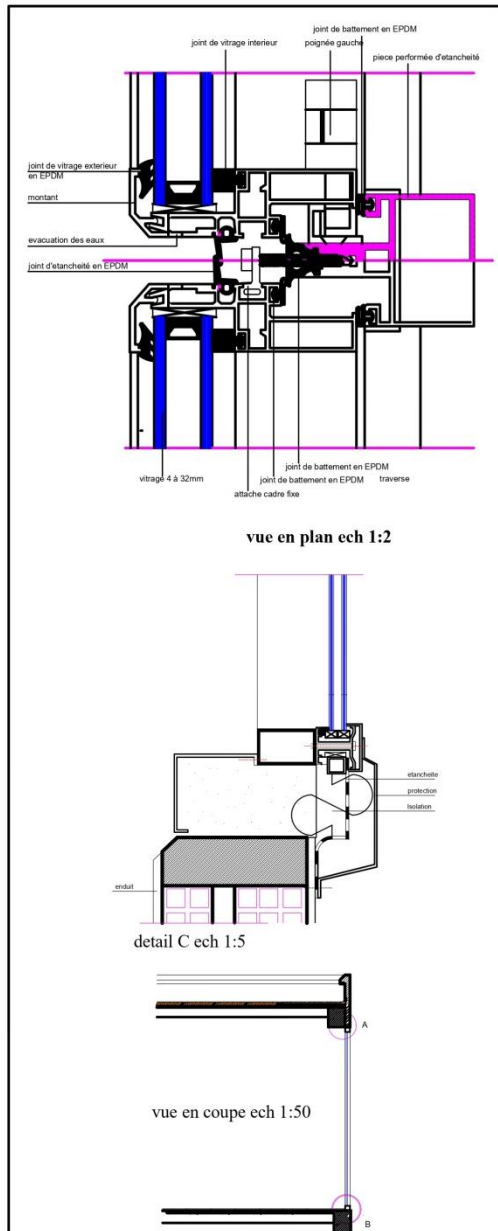 joint de battement en EPDM
joint de vitrage interieur
poignée gauche
piece performée d'etancheité
joint de vitrage exterieur
en EPDM
montant
evacuation des eaux
joint d'etancheité en EPDM
joint de battement en EPDM
vitrage 4 à 32mm
joint de battement en EPDM
traverse
attache cadre fixe
vue en plan ech 1:2
etancheite
protection
Isolation
enduit
detail C ech 1:5
A
vue en coupe ech 1:50
B